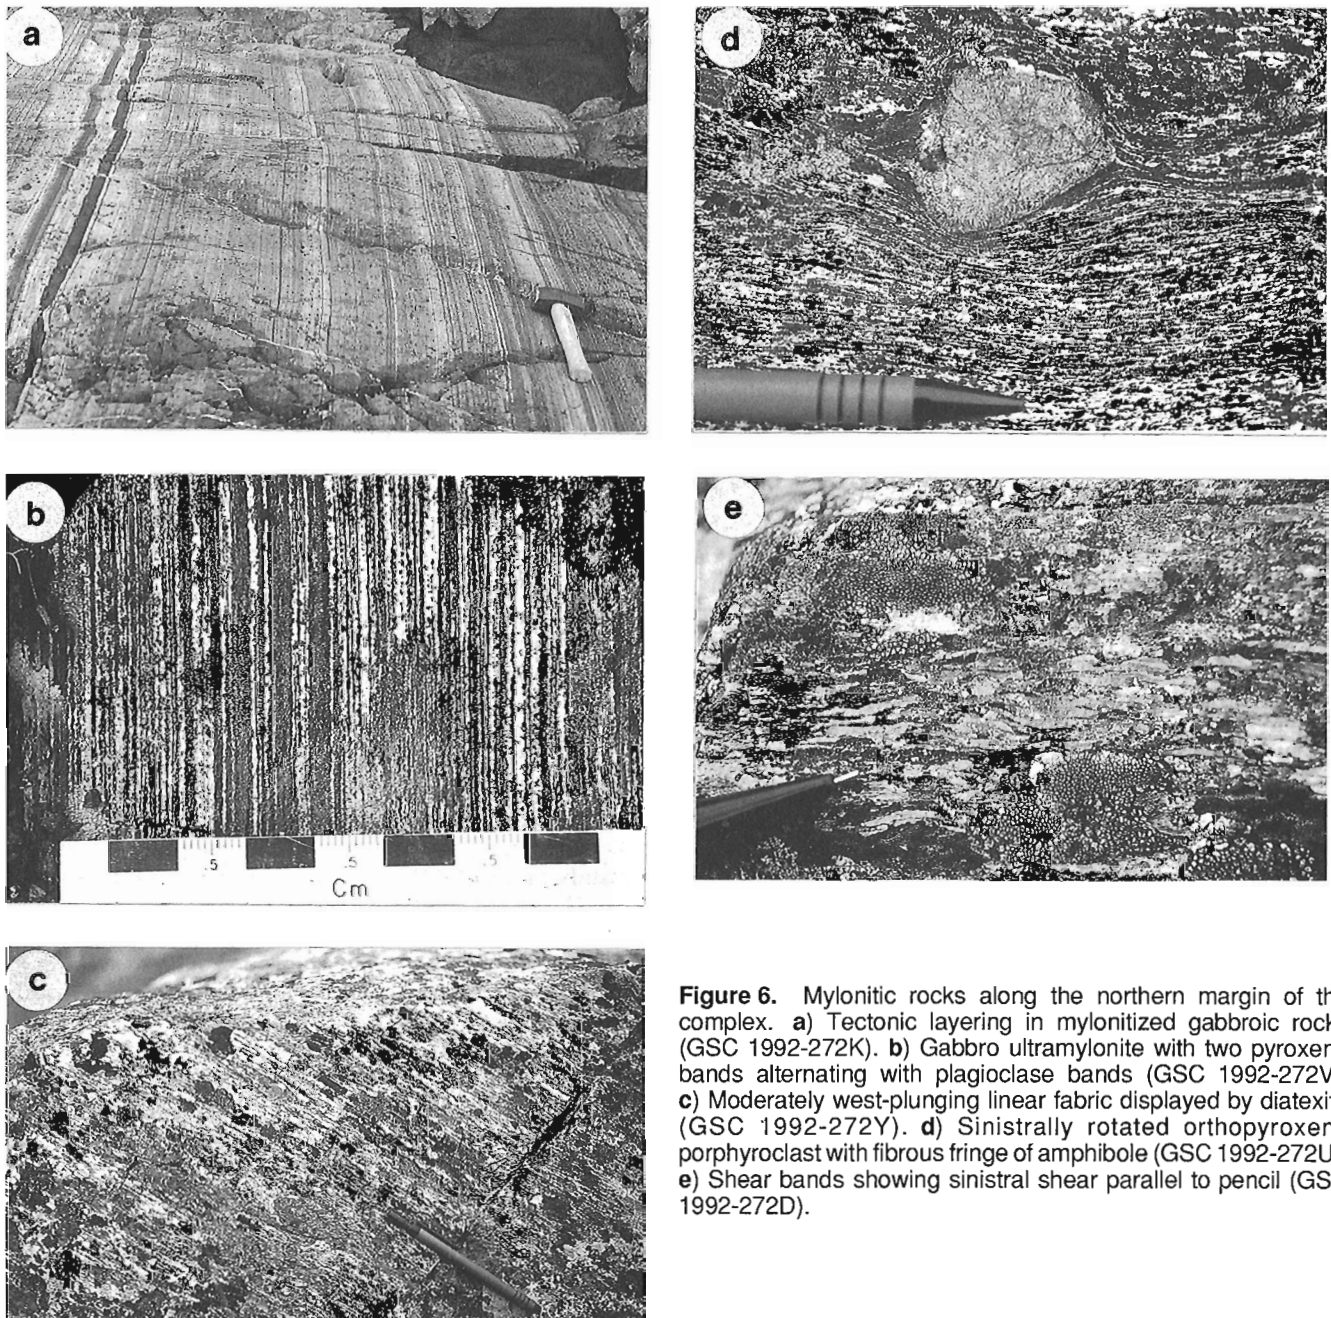 a
d
b
e
.5 .5 .5
Cm
c
Figure 6. Mylonitic rocks along the northern margin of th
complex. a) Tectonic layering in mylonitized gabbroic rock
(GSC 1992-272K). b) Gabbro ultramylonite with two pyroxen
bands alternating with plagioclase bands (GSC 1992-272V
c) Moderately west-plunging linear fabric displayed by diatexit
(GSC 1992-272Y). d) Sinistrally rotated orthopyroxen
porphyroclast with fibrous fringe of amphibole (GSC 1992-272U
e) Shear bands showing sinistral shear parallel to pencil (GS
1992-272D).